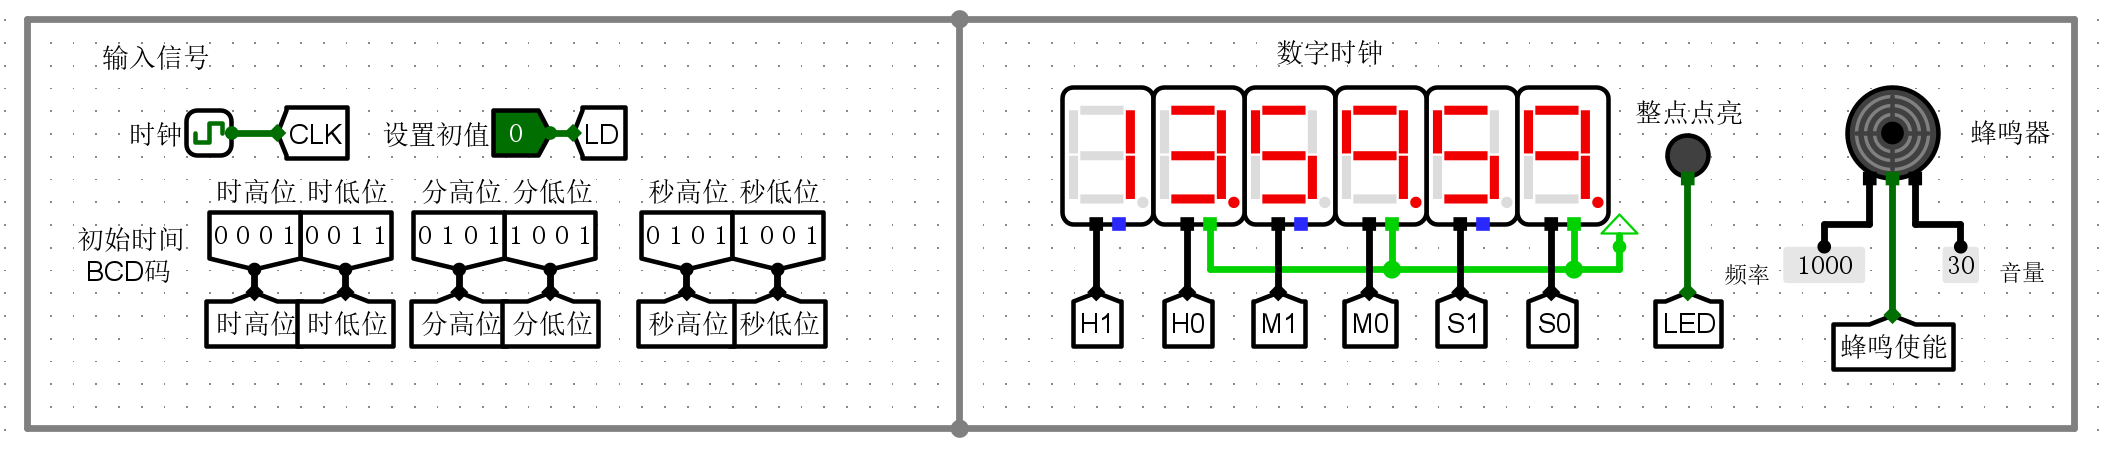 输入信号
时钟 CLK
设置初值 0 LD
时高位 时低位 分高位 分低位 秒高位 秒低位
初始时间
BCD码
0 0 0 1 0 0 1 1 0 1 0 1 1 0 0 1 0 1 0 1 1 0 0 1
时高位 时低位 分高位 分低位 秒高位 秒低位
数字时钟
13.59.59.
H1 H0 M1 M0 S1 S0
整点点亮
LED
蜂鸣器
频率 1000
30 音量
蜂鸣使能